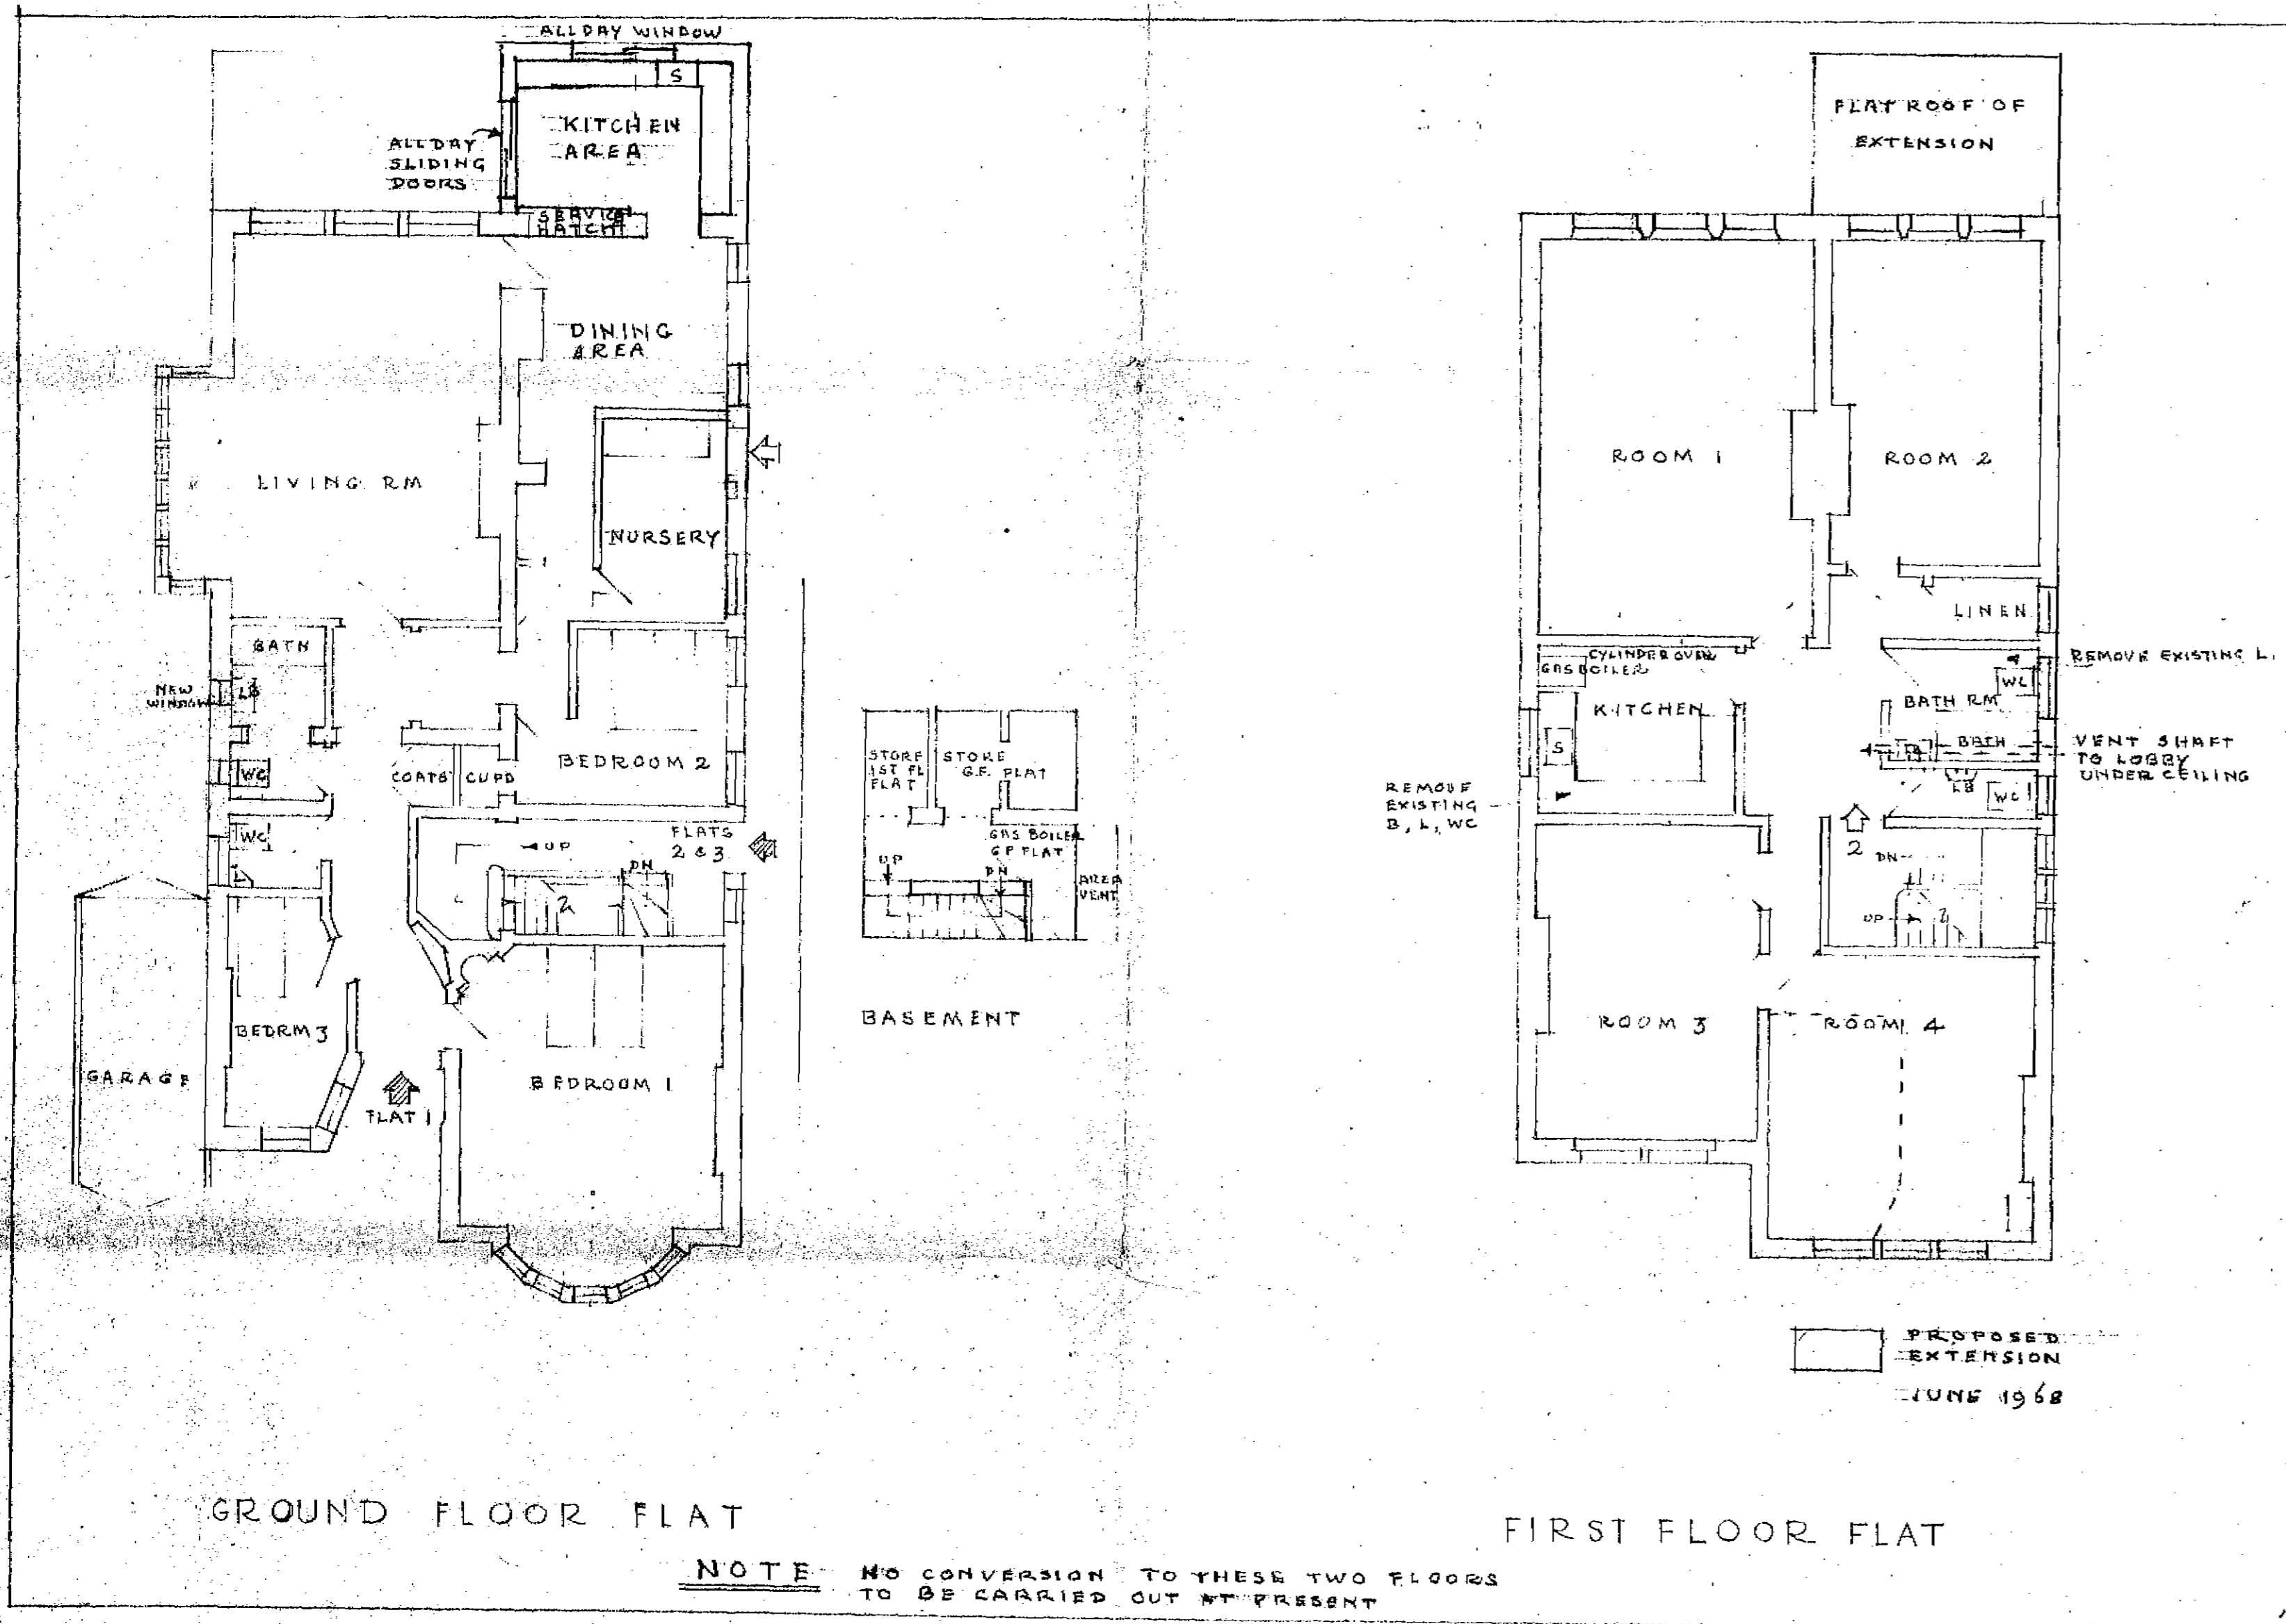 ALLDAY WINDOW
S
KITCHEN
AREA
ALLDAY
SLIDING
DOORS
SERVICE
HATCH
DINING
AREA
LIVING RM
NURSERY
BATH
NEW
WINDOW
LB
WC
COATS CUPD
BEDROOM 2
WC
FLATS
2 & 3
UP
DN
2
BEDRM 3
GARAGE
FLAT 1
BEDROOM 1
STORE
1ST FL
FLAT
STORE
G.F. FLAT
GAS BOILER
GF FLAT
UP
DN
AREA
VENT
BASEMENT
FLAT ROOF OF
EXTENSION
ROOM 1
ROOM 2
LINEN
CYLINDER OVER
GAS BOILER
REMOVE EXISTING L.
WC
BATH RM
KITCHEN
S
BATH
VENT SHAFT
TO LOBBY
UNDER CEILING
LB
WC
REMOVE
EXISTING
B, L, WC
2
DN
UP
2
ROOM 3
ROOM 4
PROPOSED
EXTENSION
JUNE 1968
GROUND FLOOR FLAT
FIRST FLOOR FLAT
NOTE NO CONVERSION TO THESE TWO FLOORS
TO BE CARRIED OUT AT PRESENT